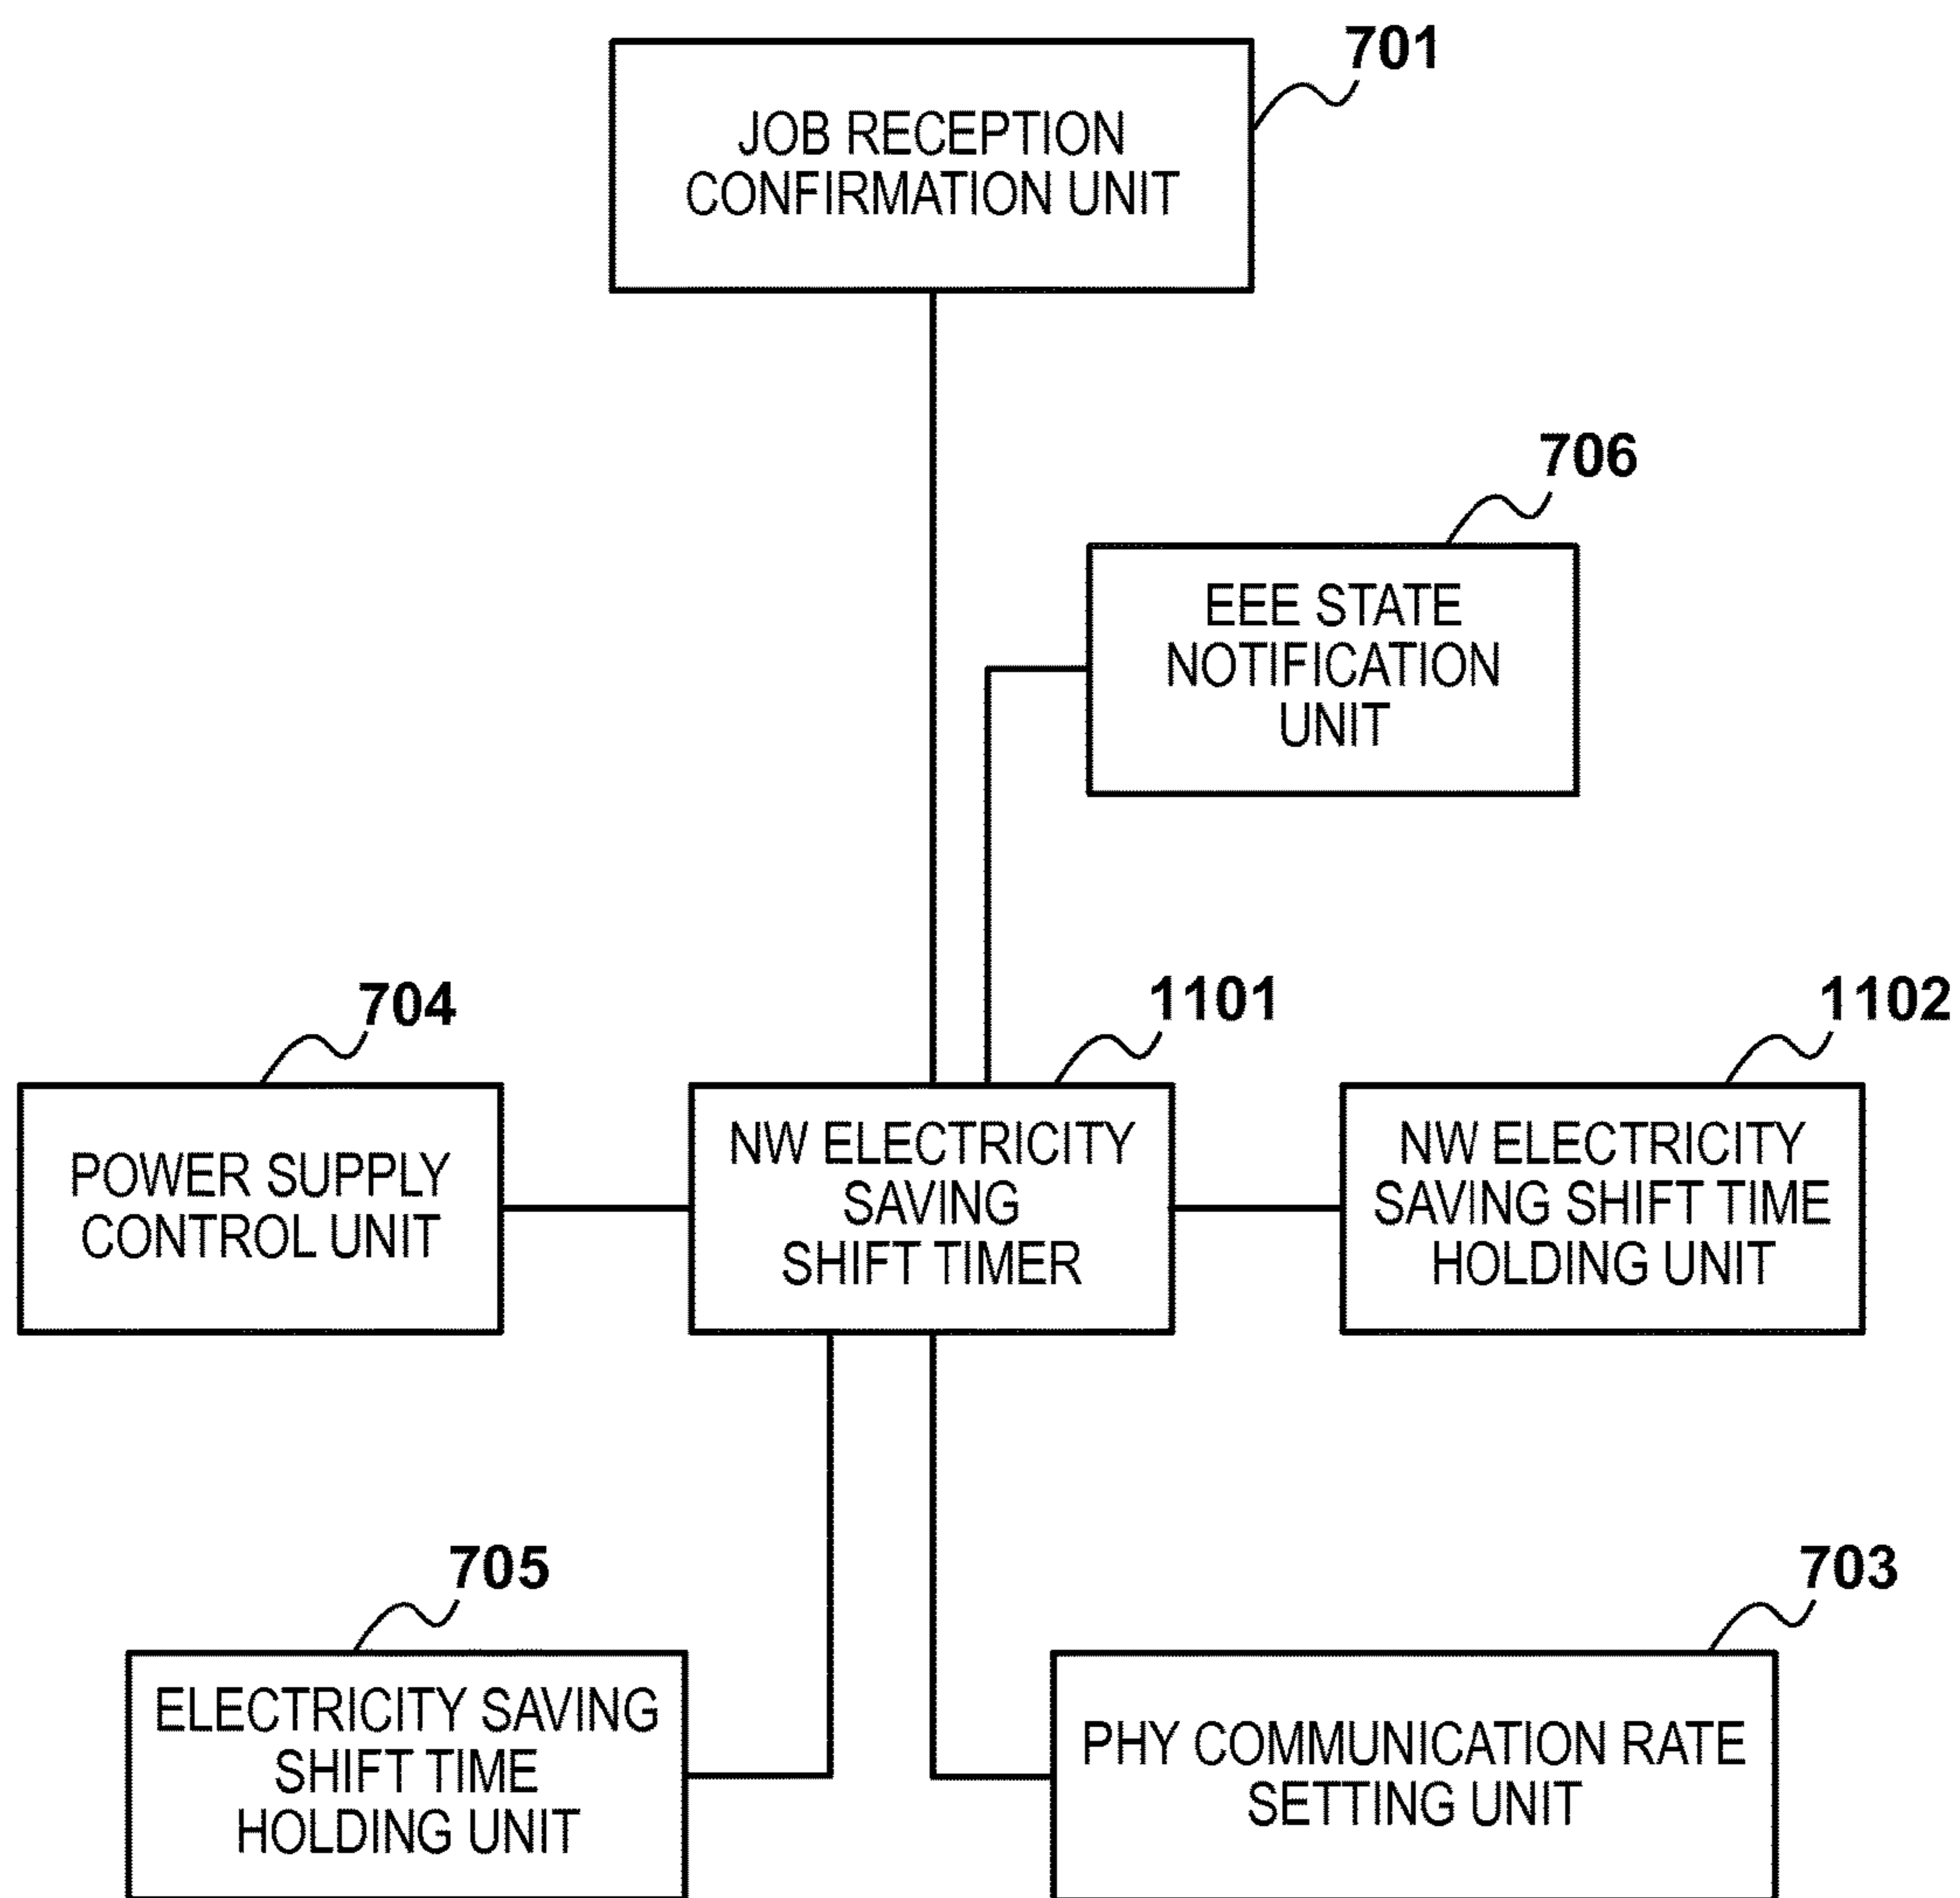 701
JOB RECEPTION
CONFIRMATION UNIT
706
EEE STATE
NOTIFICATION
UNIT
704
POWER SUPPLY
CONTROL UNIT
1101
NW ELECTRICITY
SAVING
SHIFT TIMER
1102
NW ELECTRICITY
SAVING SHIFT TIME
HOLDING UNIT
705
ELECTRICITY SAVING
SHIFT TIME
HOLDING UNIT
703
PHY COMMUNICATION RATE
SETTING UNIT